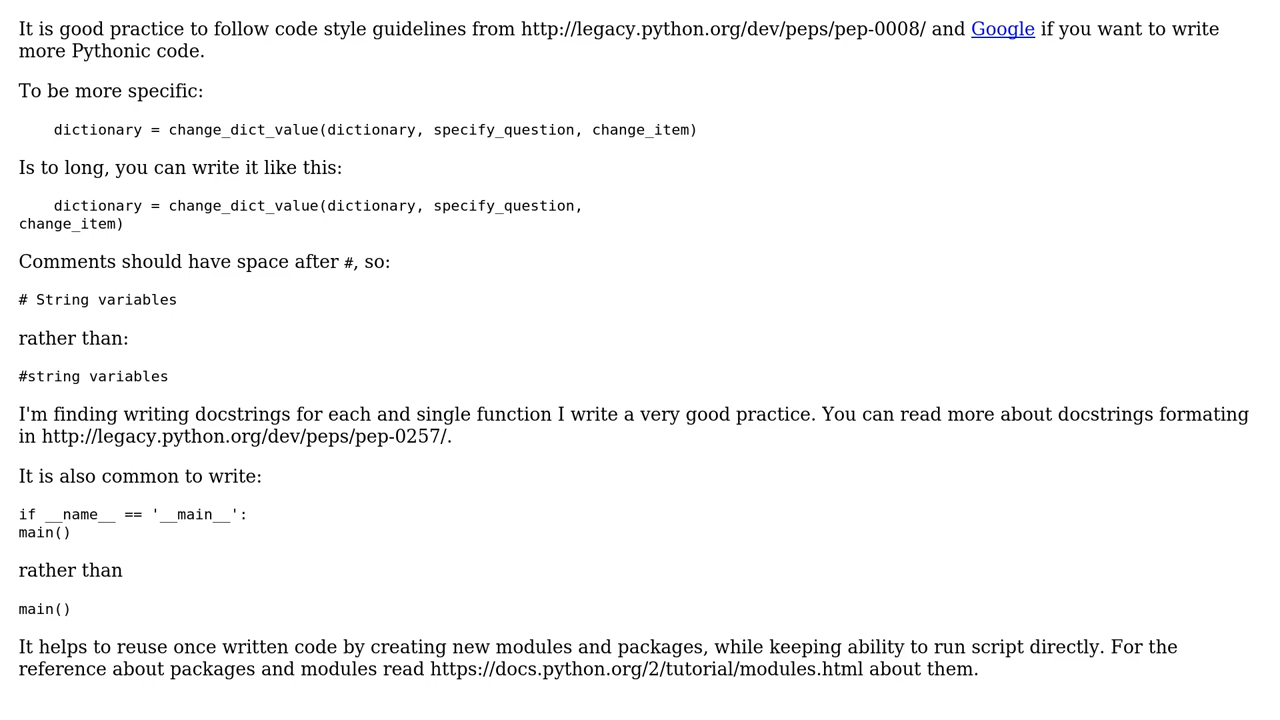 It is good practice to follow code style guidelines from http://legacy.python.org/dev/peps/pep-0008/ and Google if you want to write
more Pythonic code.
To be more specific:
    dictionary = change_dict_value(dictionary, specify_question, change_item)
Is to long, you can write it like this:
    dictionary = change_dict_value(dictionary, specify_question,
change_item)
Comments should have space after #, so:
# String variables
rather than:
#string variables
I'm finding writing docstrings for each and single function I write a very good practice. You can read more about docstrings formating
in http://legacy.python.org/dev/peps/pep-0257/.
It is also common to write:
if __name__ == '__main__':
main()
rather than
main()
It helps to reuse once written code by creating new modules and packages, while keeping ability to run script directly. For the
reference about packages and modules read https://docs.python.org/2/tutorial/modules.html about them.